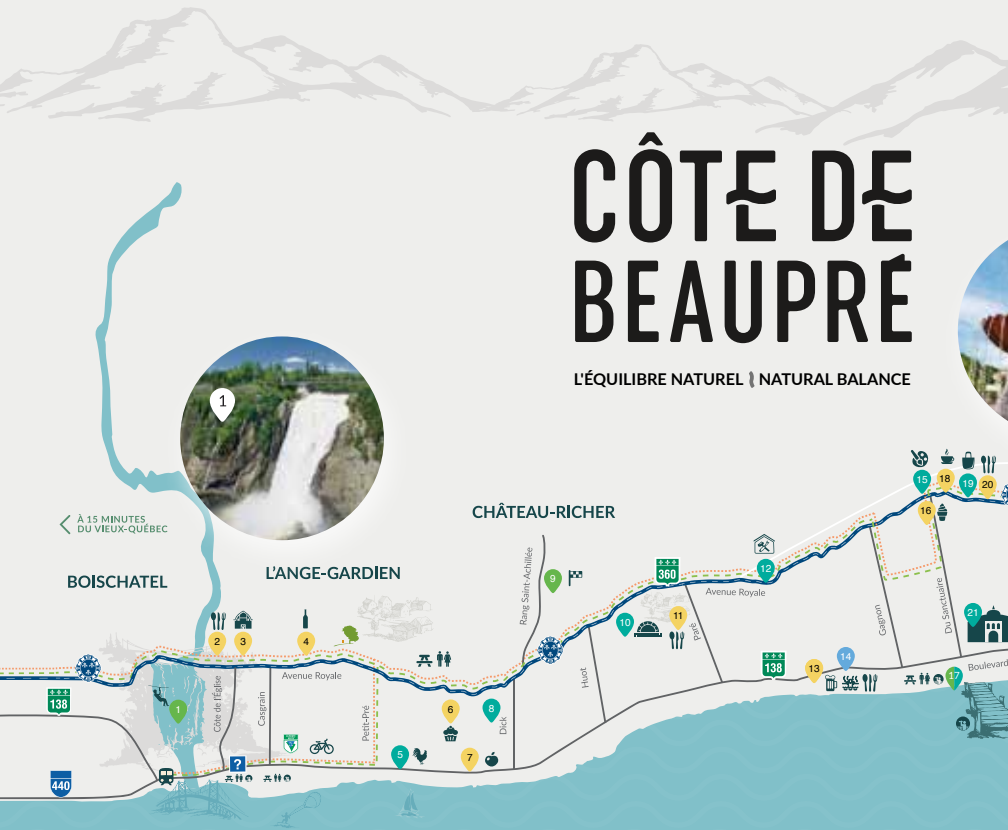 CÔTE DE
BEAUPRÉ
L'ÉQUILIBRE NATUREL NATURAL BALANCE
1
À 15 MINUTES
DU VIEUX-QUÉBEC
BOISCHATEL
L'ANGE-GARDIEN
CHÂTEAU-RICHER
15
18
19
20
16
Rang Saint-Achillée
9
360
12
Avenue Royale
10
11
Paré
Gagnon
Du Sanctuaire
21
2
3
4
Avenue Royale
Huot
138
13
14
17
Boulevard
138
1
Côte de l'Église
Casgrain
Petit-Pré
6
8
Dick
5
7
?
440